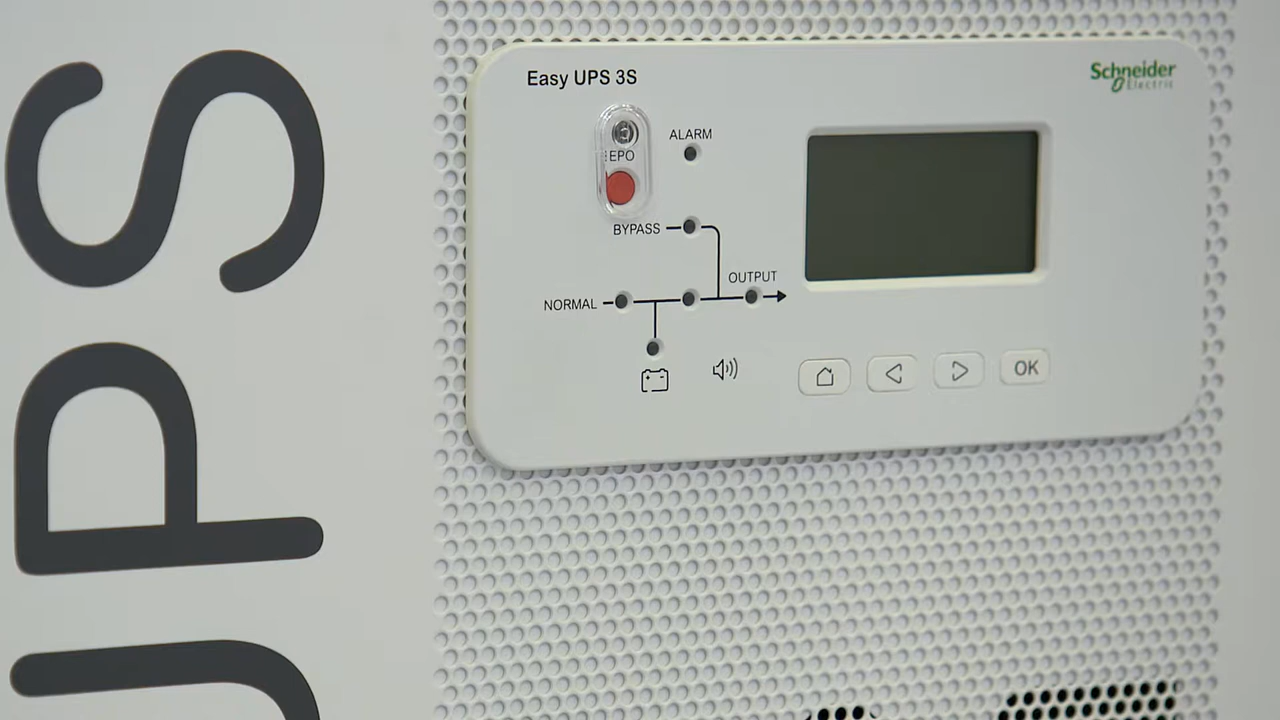 UPS
Easy UPS 3S
Schneider
Electric
ALARM
EPO
BYPASS
OUTPUT
NORMAL
OK